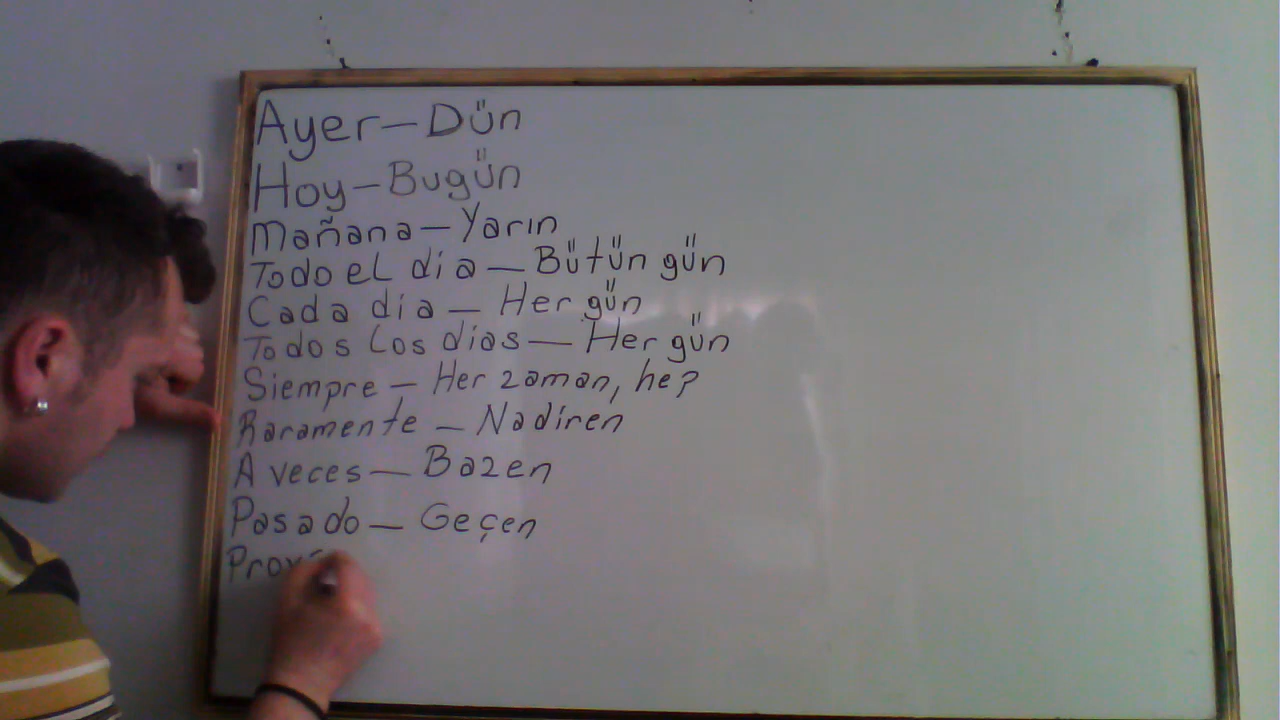 Ayer — Dün
Hoy — Bugün
Mañana — Yarın
Todo el día — Bütün gün
Cada día — Her gün
Todos los días — Her gün
Siempre — Her zaman, hep
Raramente — Nadiren
A veces — Bazen
Pasado — Geçen